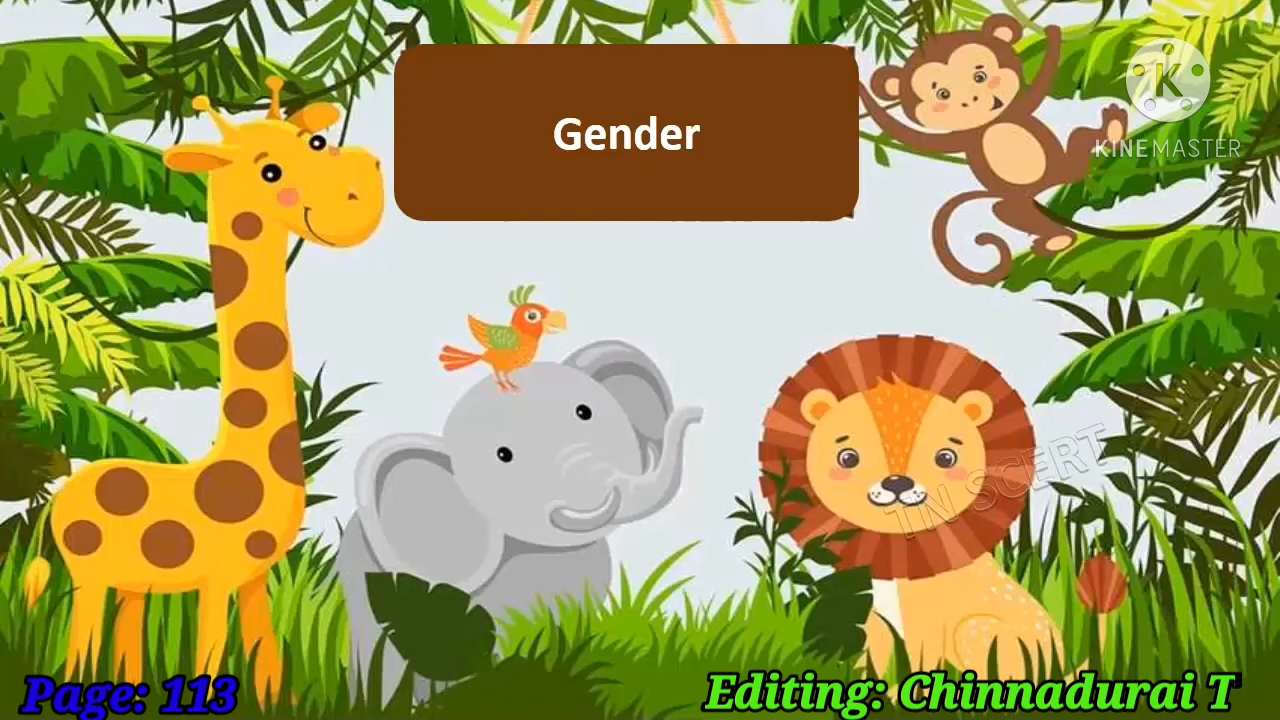 Gender
K
KINEMASTER
TN SCERT
Page: 113
Editing: Chinnadurai T